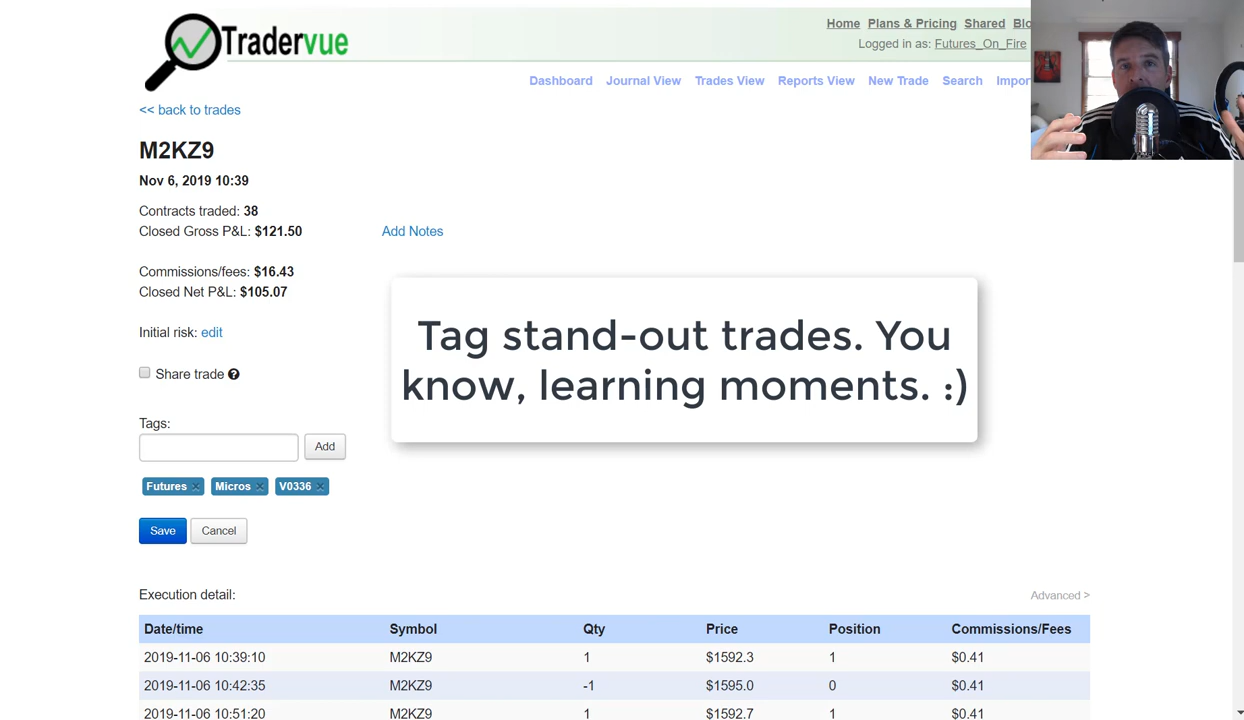 Tradervue
Home Plans & Pricing Shared Blo
Logged in as: Futures_On_Fire
Dashboard Journal View Trades View Reports View New Trade Search Impor
<< back to trades
M2KZ9
Nov 6, 2019 10:39
Contracts traded: 38
Closed Gross P&L: $121.50
Add Notes
Commissions/fees: $16.43
Closed Net P&L: $105.07
Initial risk: edit
Share trade ?
Tag stand-out trades. You
know, learning moments. :)
Tags:
Add
Futures × Micros × V0336 ×
Save Cancel
Execution detail:
Advanced >
Date/time Symbol Qty Price Position Commissions/Fees
2019-11-06 10:39:10 M2KZ9 1 $1592.3 1 $0.41
2019-11-06 10:42:35 M2KZ9 -1 $1595.0 0 $0.41
2019-11-06 10:51:20 M2KZ9 1 $1592.7 1 $0.41